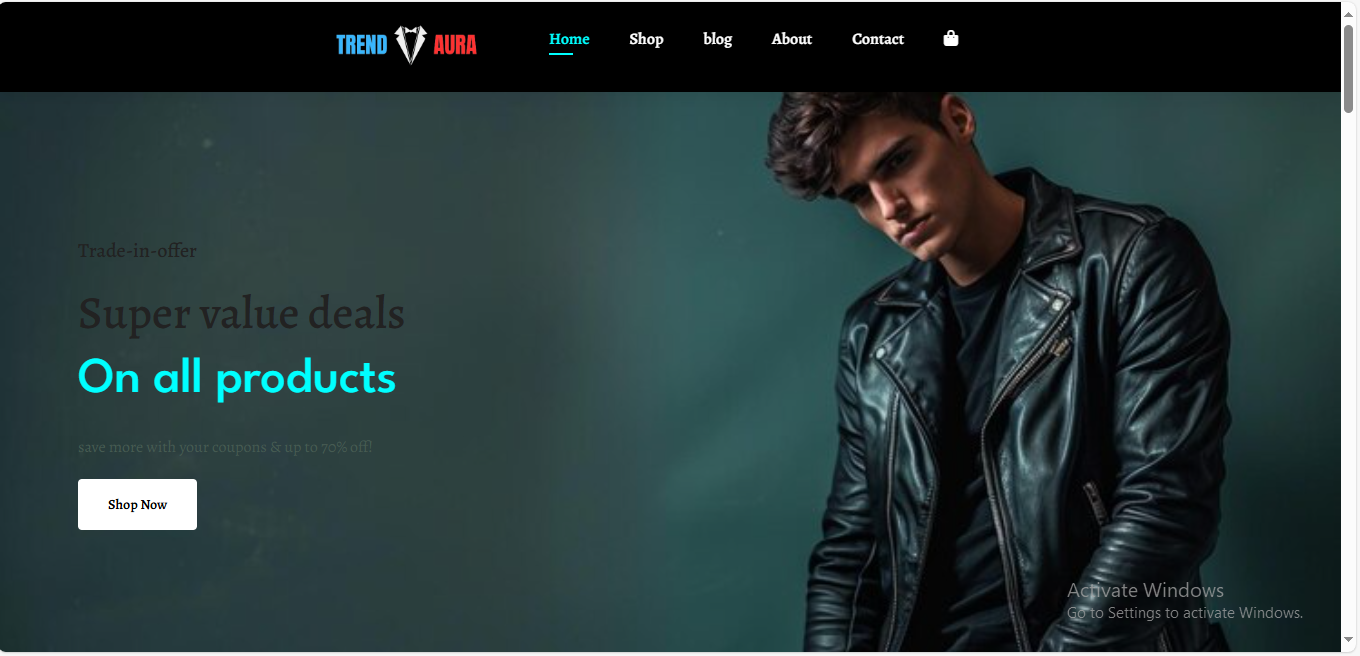 TREND AURA
Home Shop blog About Contact
Trade-in-offer
Super value deals
On all products
save more with your coupons & up to 70% off!
Shop Now
Activate Windows
Go to Settings to activate Windows.